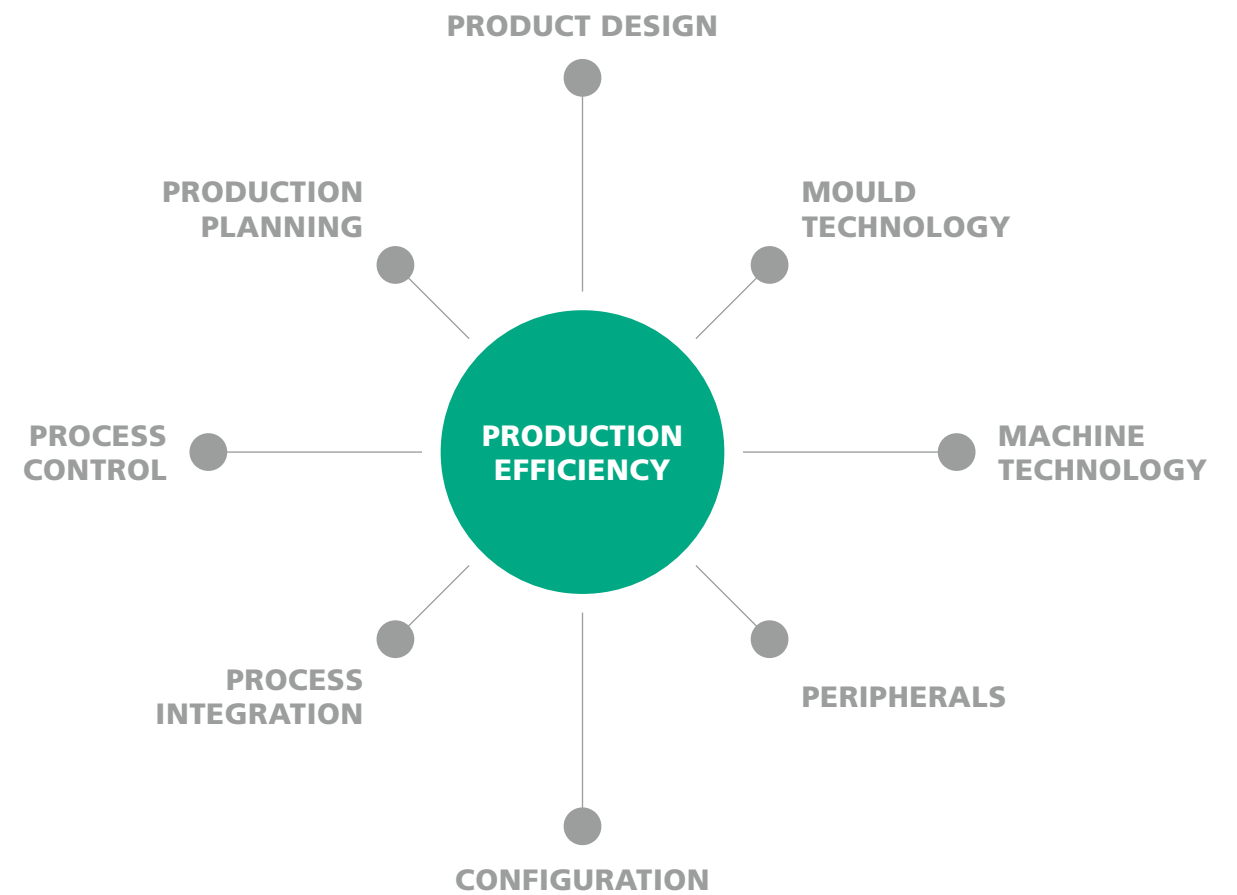 PRODUCT DESIGN
PRODUCTION
PLANNING
MOULD
TECHNOLOGY
PROCESS
CONTROL
PRODUCTION
EFFICIENCY
MACHINE
TECHNOLOGY
PROCESS
INTEGRATION
PERIPHERALS
CONFIGURATION